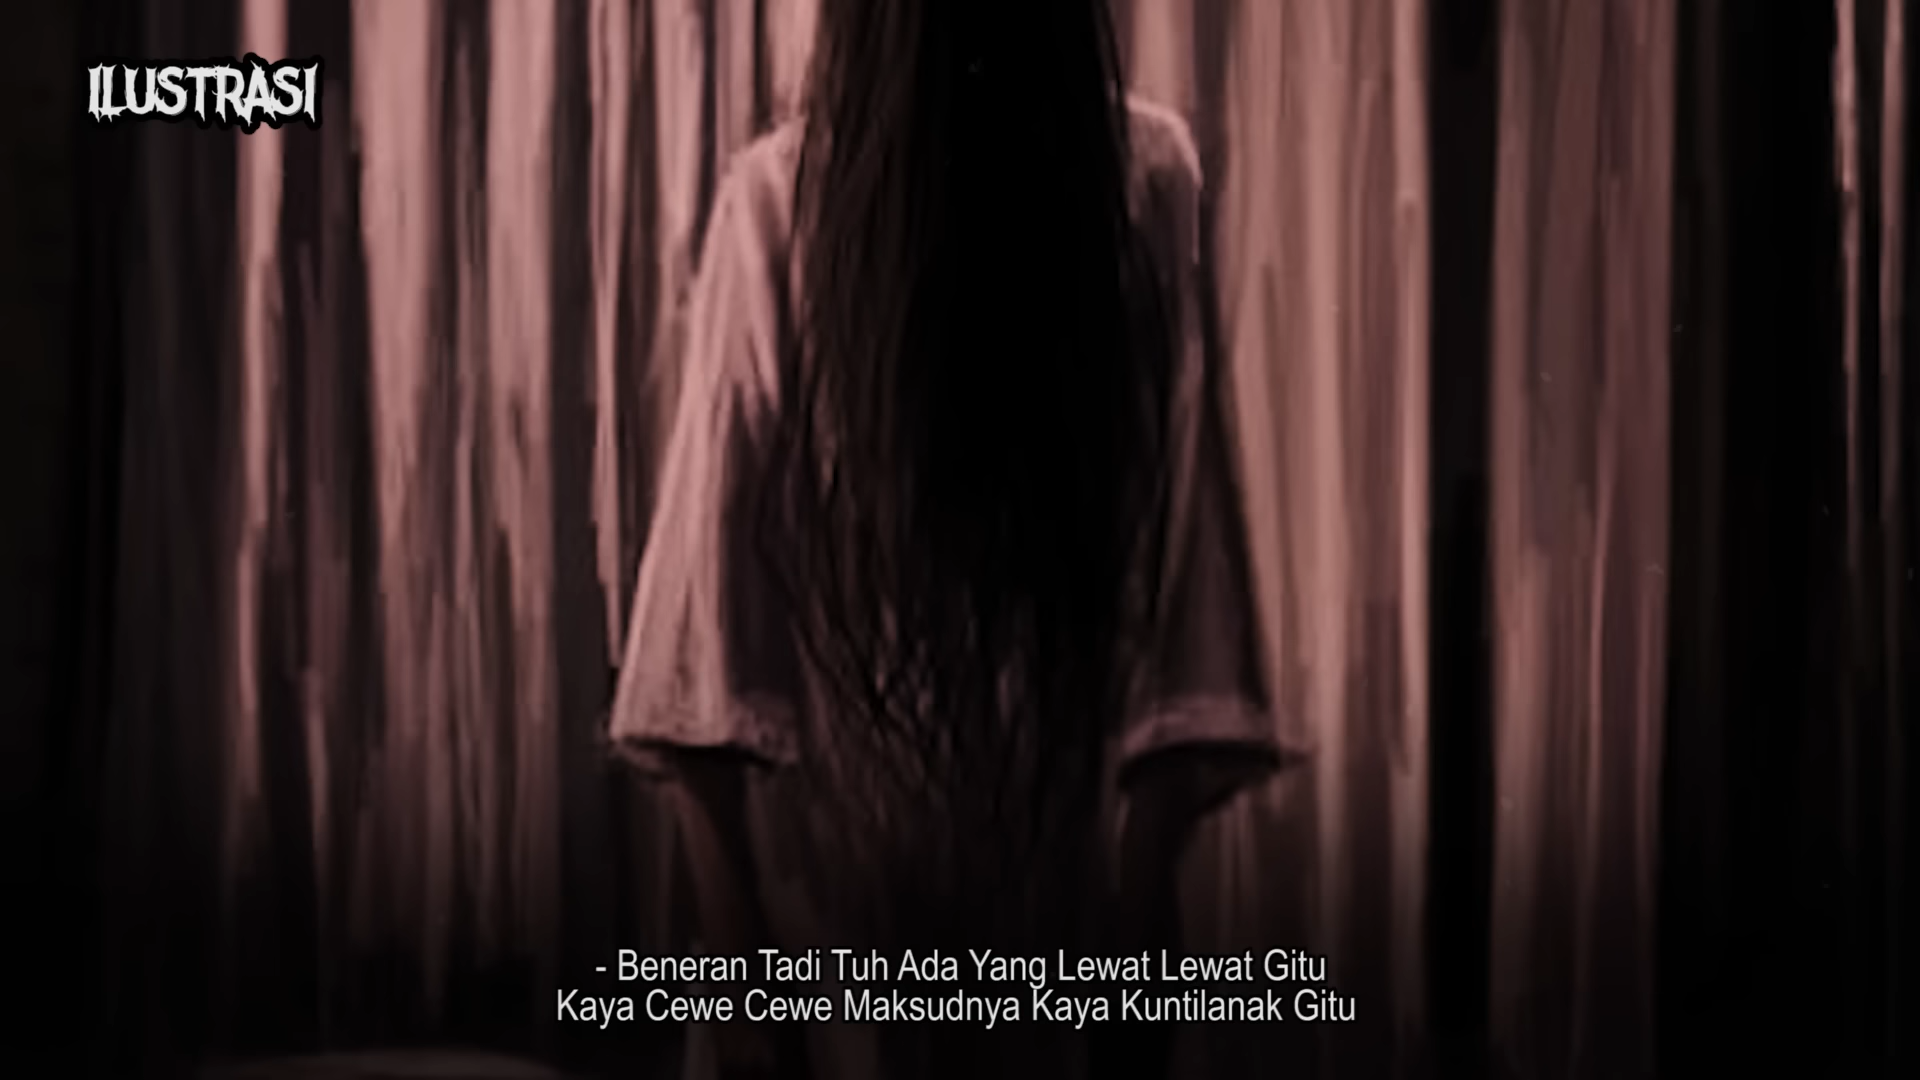 ILUSTRASI
- Beneran Tadi Tuh Ada Yang Lewat Lewat Gitu
Kaya Cewe Cewe Maksudnya Kaya Kuntilanak Gitu